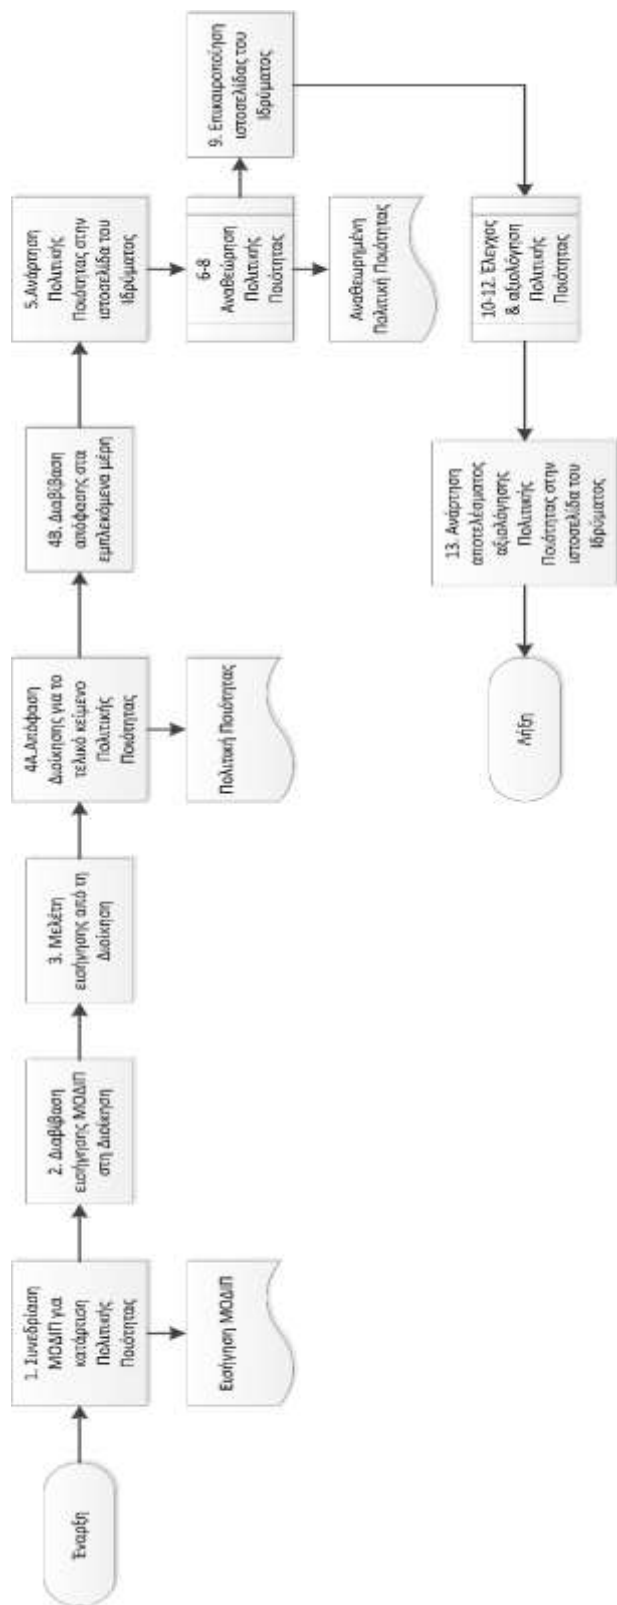 Έναρξη
1. Συνεδρίαση
ΜΟΔΙΠ για
κατάρτιση
Πολιτικής
Ποιότητας
Εισήγηση ΜΟΔΙΠ
2. Διαβίβαση
εισήγησης ΜΟΔΙΠ
στη Διοίκηση
3. Μελέτη
εισήγησης από τη
Διοίκηση
4Α.Απόφαση
Διοίκησης για το
τελικό κείμενο
Πολιτικής
Ποιότητας
Πολιτική Ποιότητας
4Β. Διαβίβαση
απόφασης στα
εμπλεκόμενα μέρη
5.Ανάρτηση
Πολιτικής
Ποιότητας στην
ιστοσελίδα του
Ιδρύματος
6-8
Αναθεώρηση
Πολιτικής
Ποιότητας
Αναθεωρημένη
Πολιτική Ποιότητας
9. Επικαιροποίηση
ιστοσελίδας του
Ιδρύματος
10-12. Έλεγχος
& αξιολόγηση
Πολιτικής
Ποιότητας
13. Ανάρτηση
αποτελέσματος
αξιολόγησης
Πολιτικής
Ποιότητας στην
ιστοσελίδα του
Ιδρύματος
Λήξη